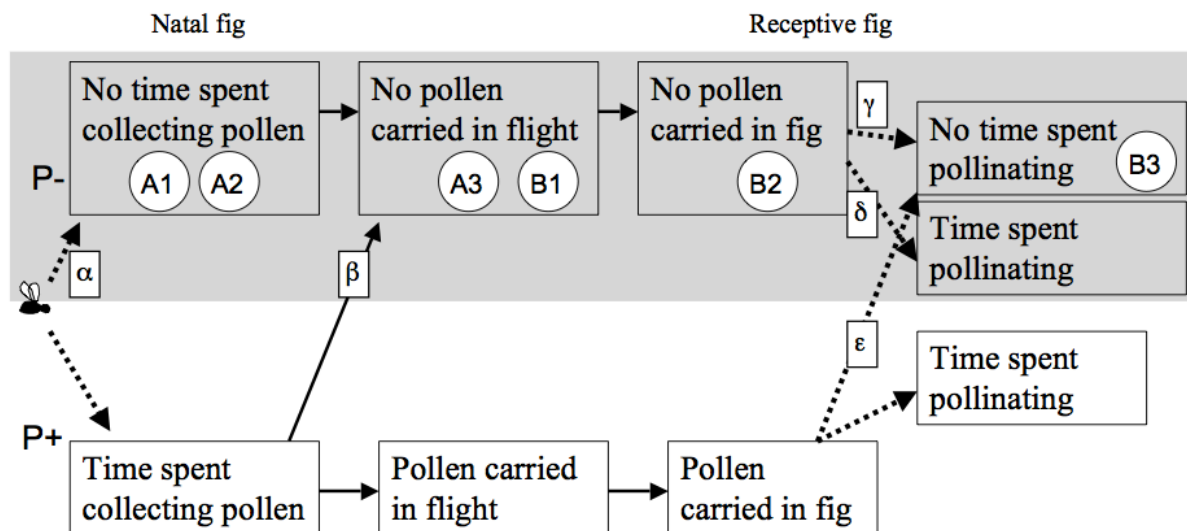 Natal fig
Receptive fig
No time spent
collecting pollen
A1 A2
No pollen
carried in flight
A3 B1
No pollen
carried in fig
B2
γ
No time spent
pollinating
B3
P-
δ
Time spent
pollinating
α
β
ε
Time spent
pollinating
P+
Time spent
collecting pollen
Pollen carried
in flight
Pollen
carried in fig